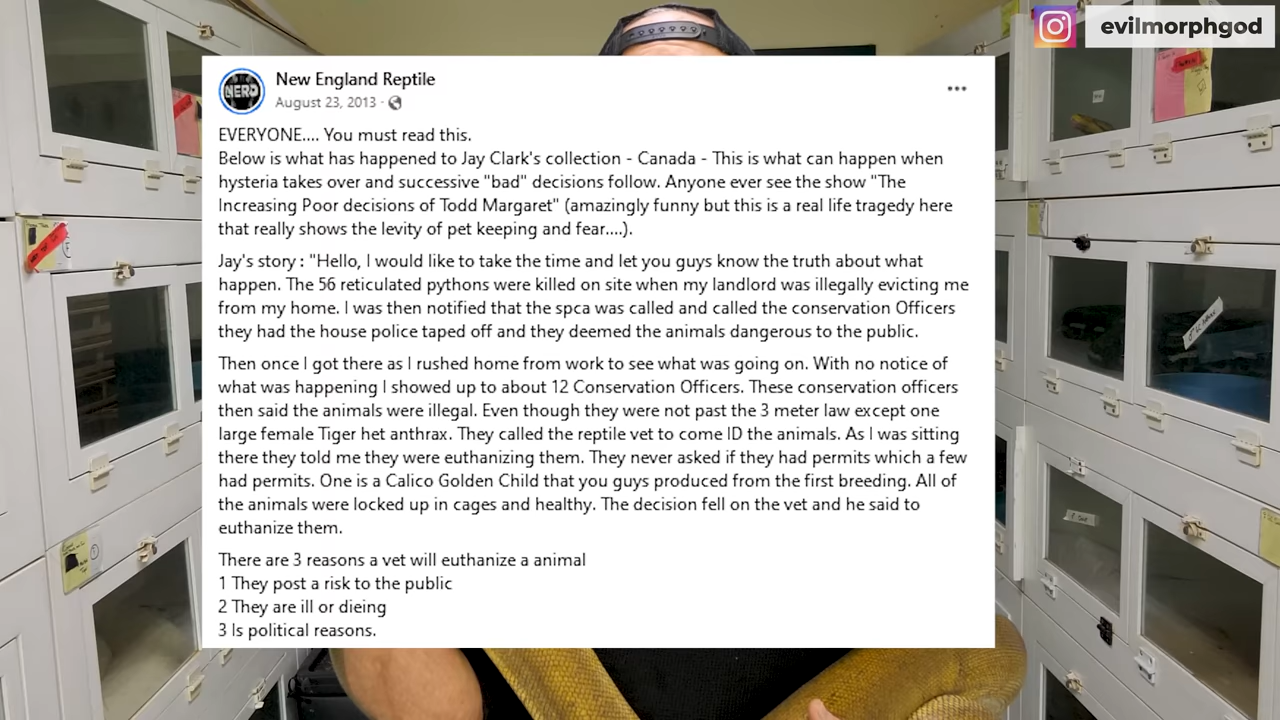 evilmorphgod
NERD
New England Reptile
August 23, 2013 ·
EVERYONE.... You must read this.
Below is what has happened to Jay Clark's collection - Canada - This is what can happen when
hysteria takes over and successive "bad" decisions follow. Anyone ever see the show "The
Increasing Poor decisions of Todd Margaret" (amazingly funny but this is a real life tragedy here
that really shows the levity of pet keeping and fear....).
Jay's story : "Hello, I would like to take the time and let you guys know the truth about what
happen. The 56 reticulated pythons were killed on site when my landlord was illegally evicting me
from my home. I was then notified that the spca was called and called the conservation Officers
they had the house police taped off and they deemed the animals dangerous to the public.
Then once I got there as I rushed home from work to see what was going on. With no notice of
what was happening I showed up to about 12 Conservation Officers. These conservation officers
then said the animals were illegal. Even though they were not past the 3 meter law except one
large female Tiger het anthrax. They called the reptile vet to come ID the animals. As I was sitting
there they told me they were euthanizing them. They never asked if they had permits which a few
had permits. One is a Calico Golden Child that you guys produced from the first breeding. All of
the animals were locked up in cages and healthy. The decision fell on the vet and he said to
euthanize them.
There are 3 reasons a vet will euthanize a animal
1 They post a risk to the public
2 They are ill or dieing
3 Is political reasons.